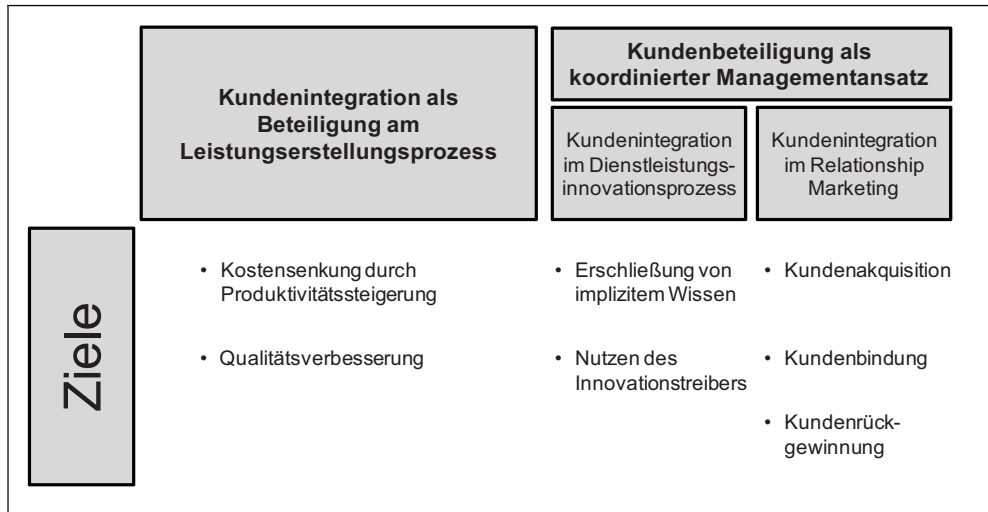 Kundenintegration als
Beteiligung am
Leistungserstellungsprozess
Kundenbeteiligung als
koordinierter Managementansatz
Kundenintegration
im Dienstleistungs-
innovationsprozess
Kundenintegration
im Relationship
Marketing
Ziele
• Kostensenkung durch
Produktivitätssteigerung
• Qualitätsverbesserung
• Erschließung von
implizitem Wissen
• Nutzen des
Innovationstreibers
• Kundenakquisition
• Kundenbindung
• Kundenrück-
gewinnung